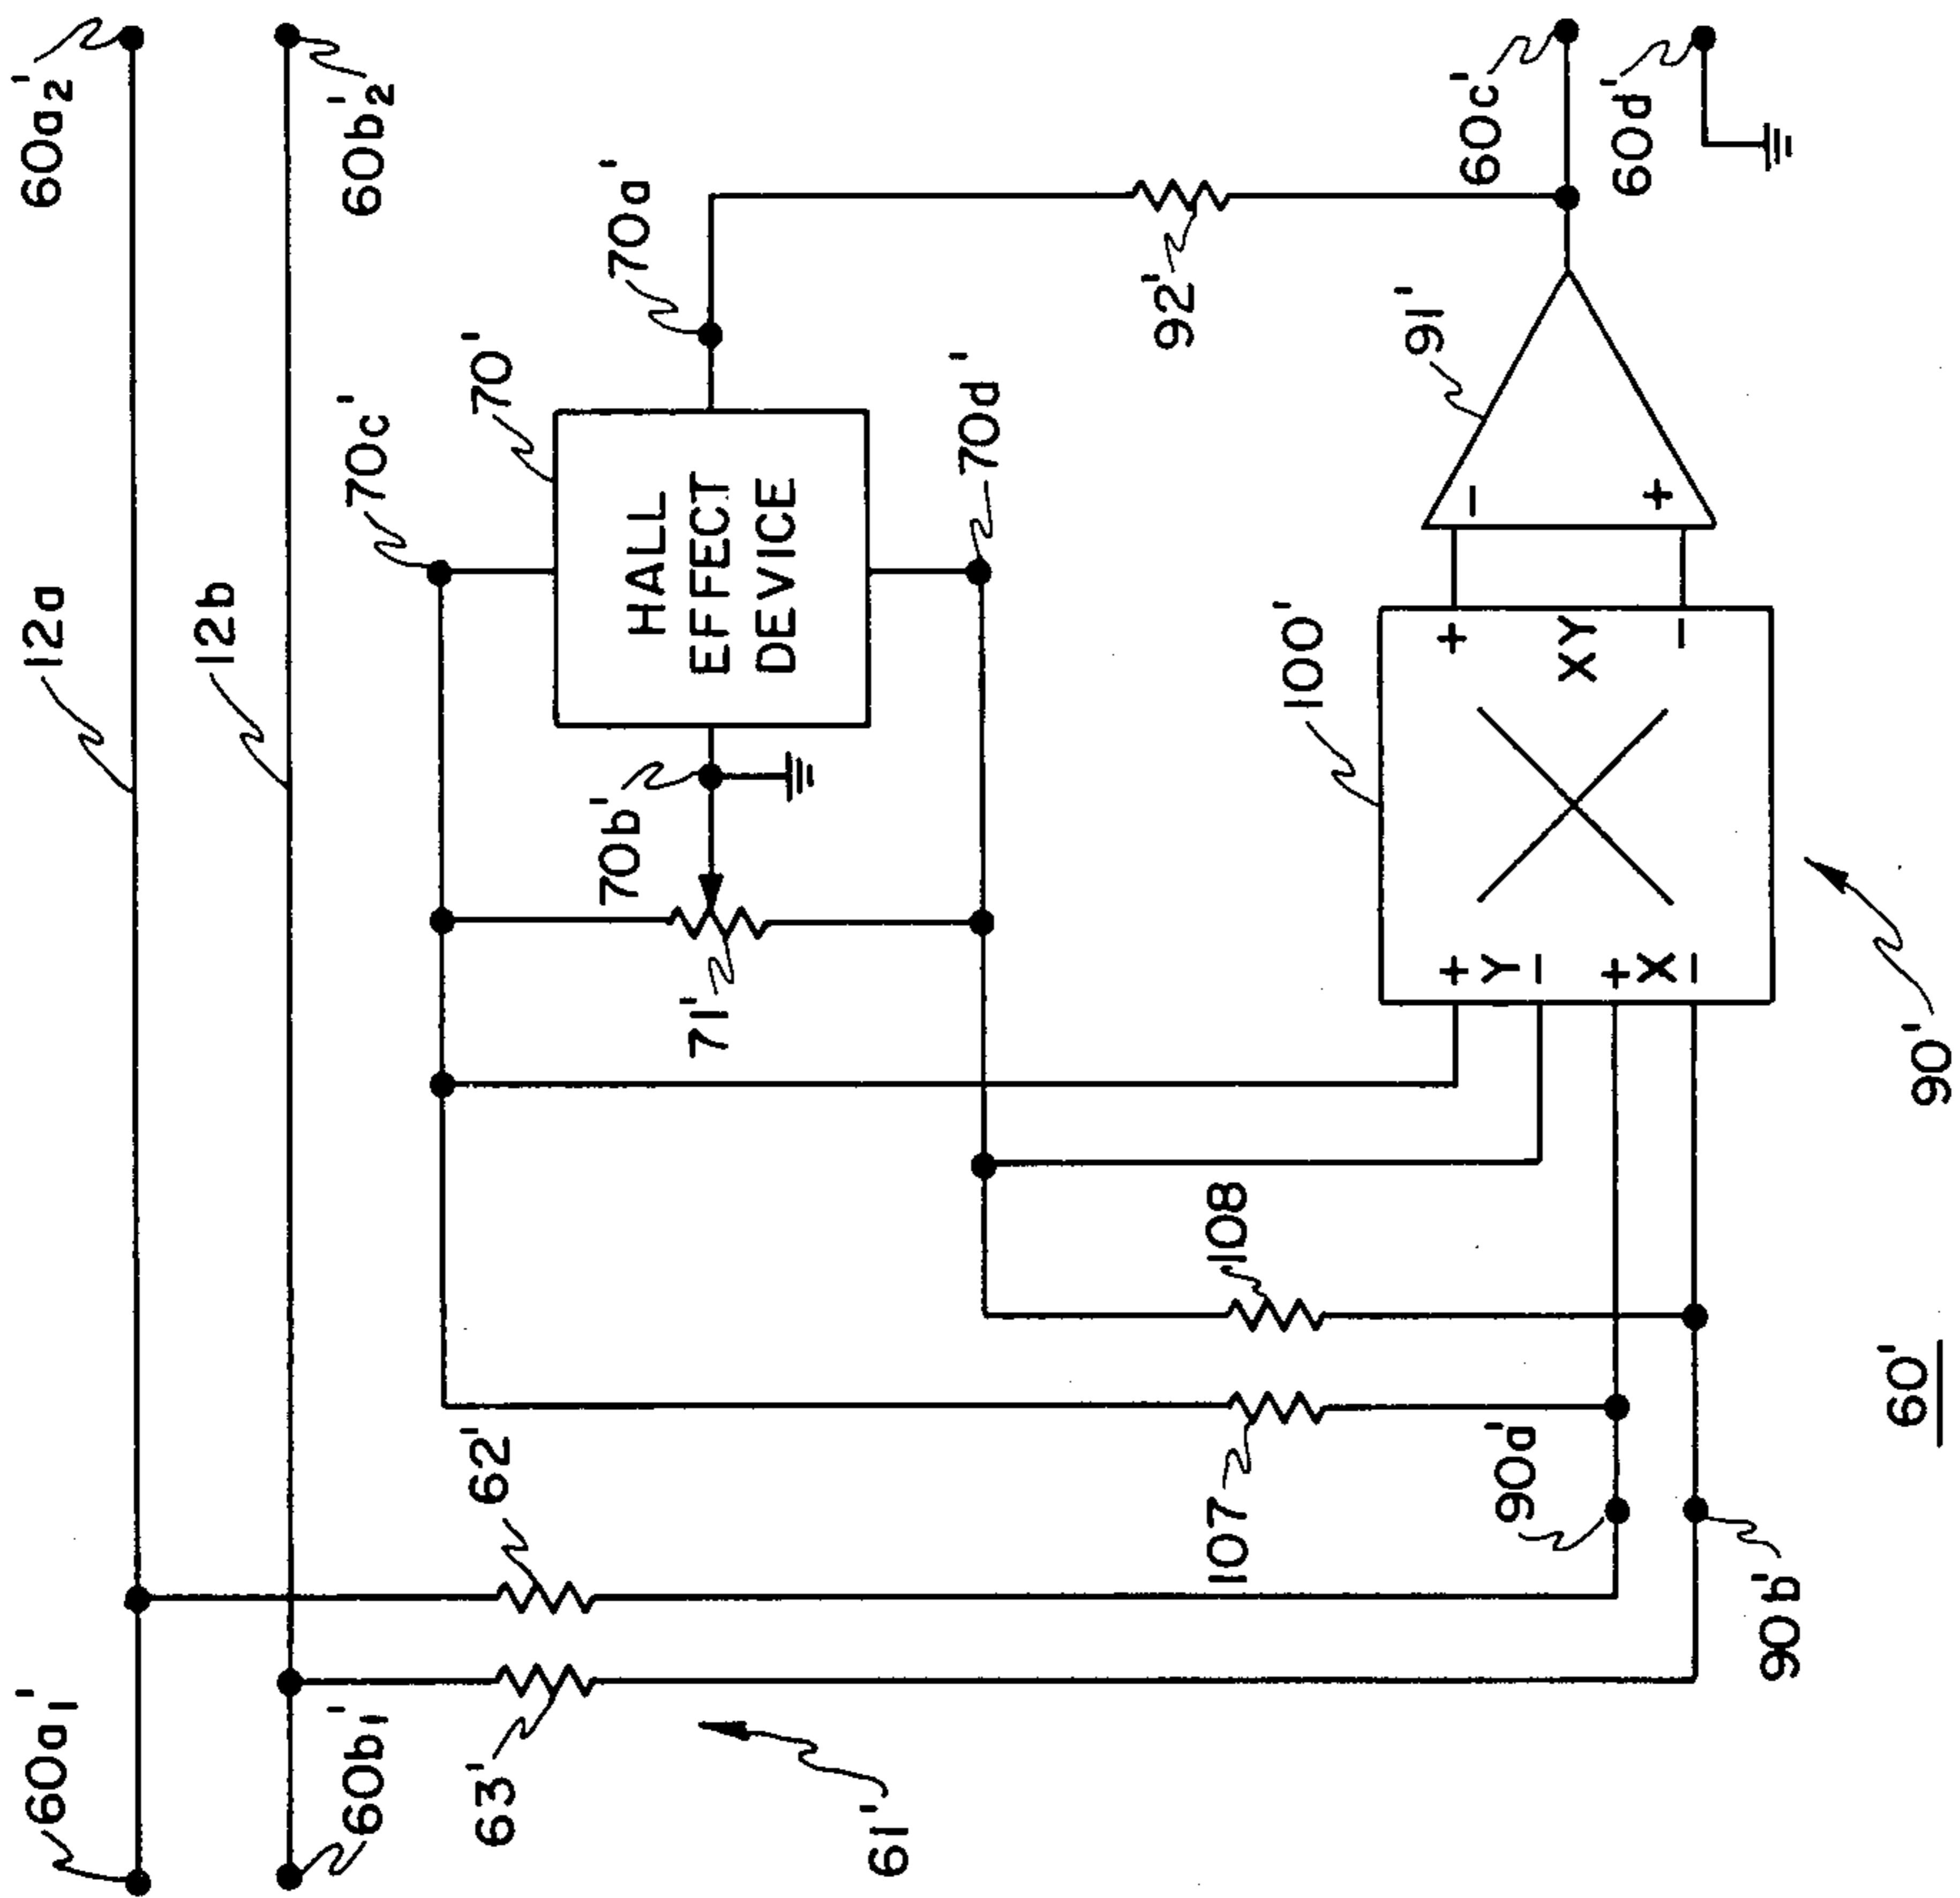 60a₁'
12a
60a₂'
60b₁'
12b
60b₂'
63'
62'
70c'
70'
70a'
61'
71'
70b'
HALL
EFFECT
DEVICE
70d'
92'
107
108
100'
91'
60c'
90a'
+
Y
-
+
X
-
+
XY
-
-
+
60d'
90b'
60'
90'